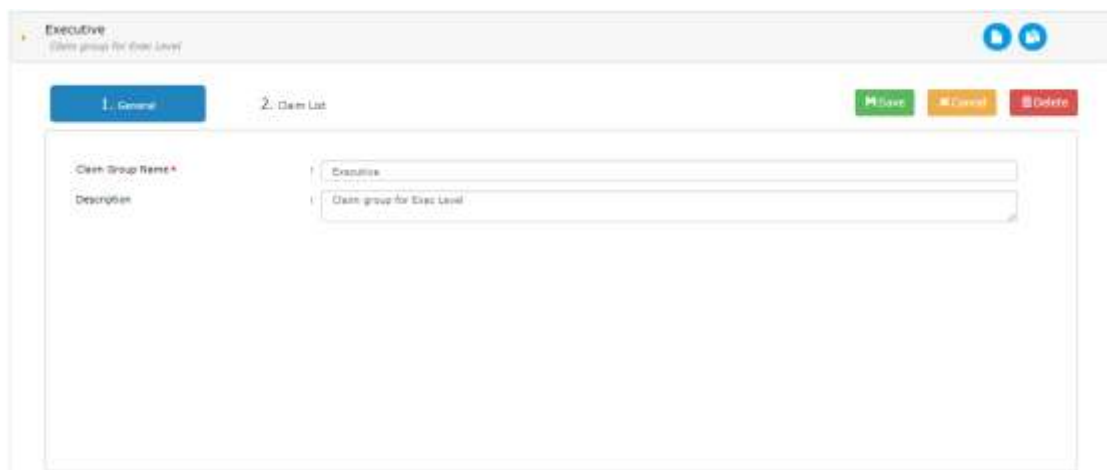 Executive
Claim group for Exec Level
1. General
2. Claim List
Save
Cancel
Delete
Claim Group Name * : Executive
Description : Claim group for Exec Level